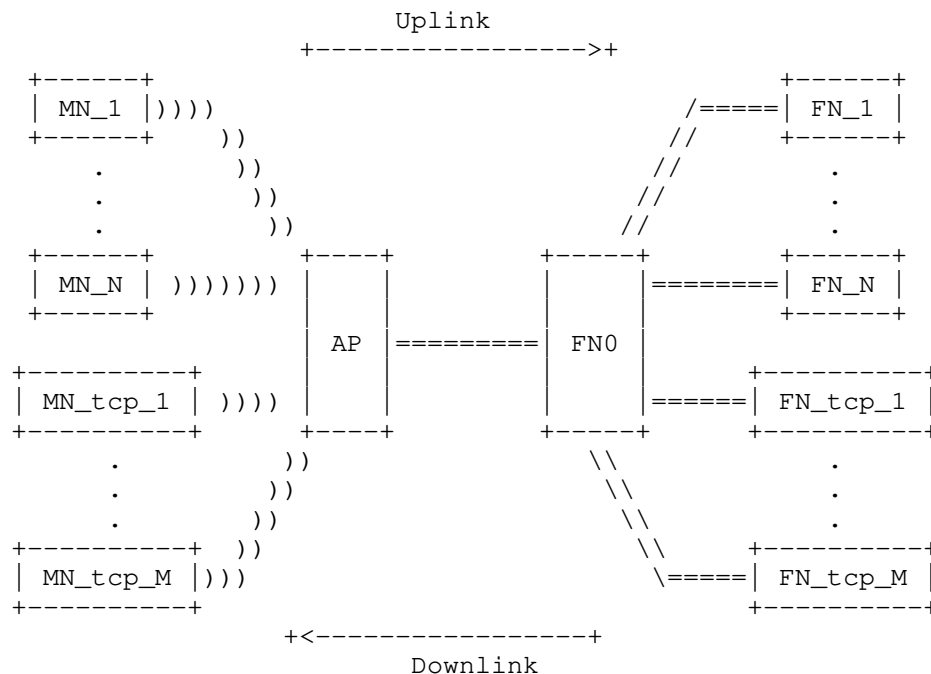 Uplink
+----------------->+
+------+ +------+
| MN_1 |)))) /=====| FN_1 |
+------+ )) // +------+
. )) // .
. )) // .
. )) // .
+------+ +----+ +-----+ +------+
| MN_N | ))))))) | | | |========| FN_N |
+------+ | | | | +------+
| AP |=========| FN0 |
+----------+ | | | | +----------+
| MN_tcp_1 | )))) | | | |======| FN_tcp_1 |
+----------+ +----+ +-----+ +----------+
. )) \\ .
. )) \\ .
. )) \\ .
+----------+ )) \\ +----------+
| MN_tcp_M |))) \=====| FN_tcp_M |
+----------+ +----------+
+<-----------------+
Downlink